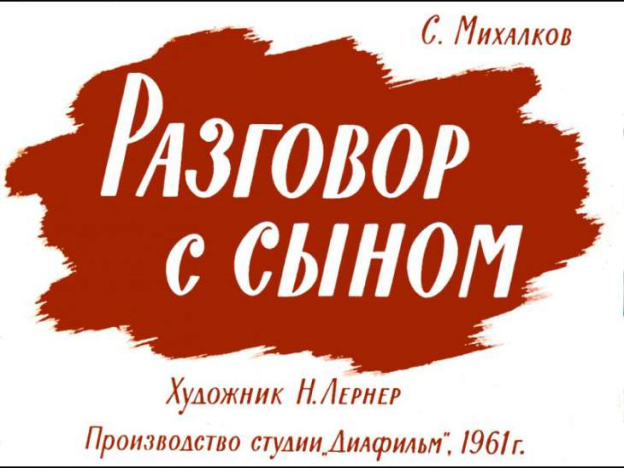 С. Михалков
Разговор
с сыном
Художник Н. Лернер
Производство студии „Диафильм“, 1961 г.